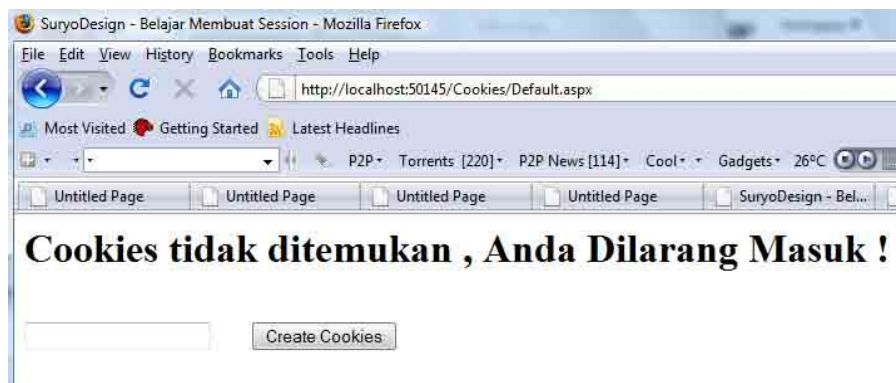 SuryoDesign - Belajar Membuat Session - Mozilla Firefox
File Edit View History Bookmarks Tools Help
http://localhost:50145/Cookies/Default.aspx
Most Visited Getting Started Latest Headlines
P2P Torrents [220] P2P News [114] Cool Gadgets 26°C
Untitled Page Untitled Page Untitled Page Untitled Page SuryoDesign - Bel...
Cookies tidak ditemukan , Anda Dilarang Masuk !
Create Cookies